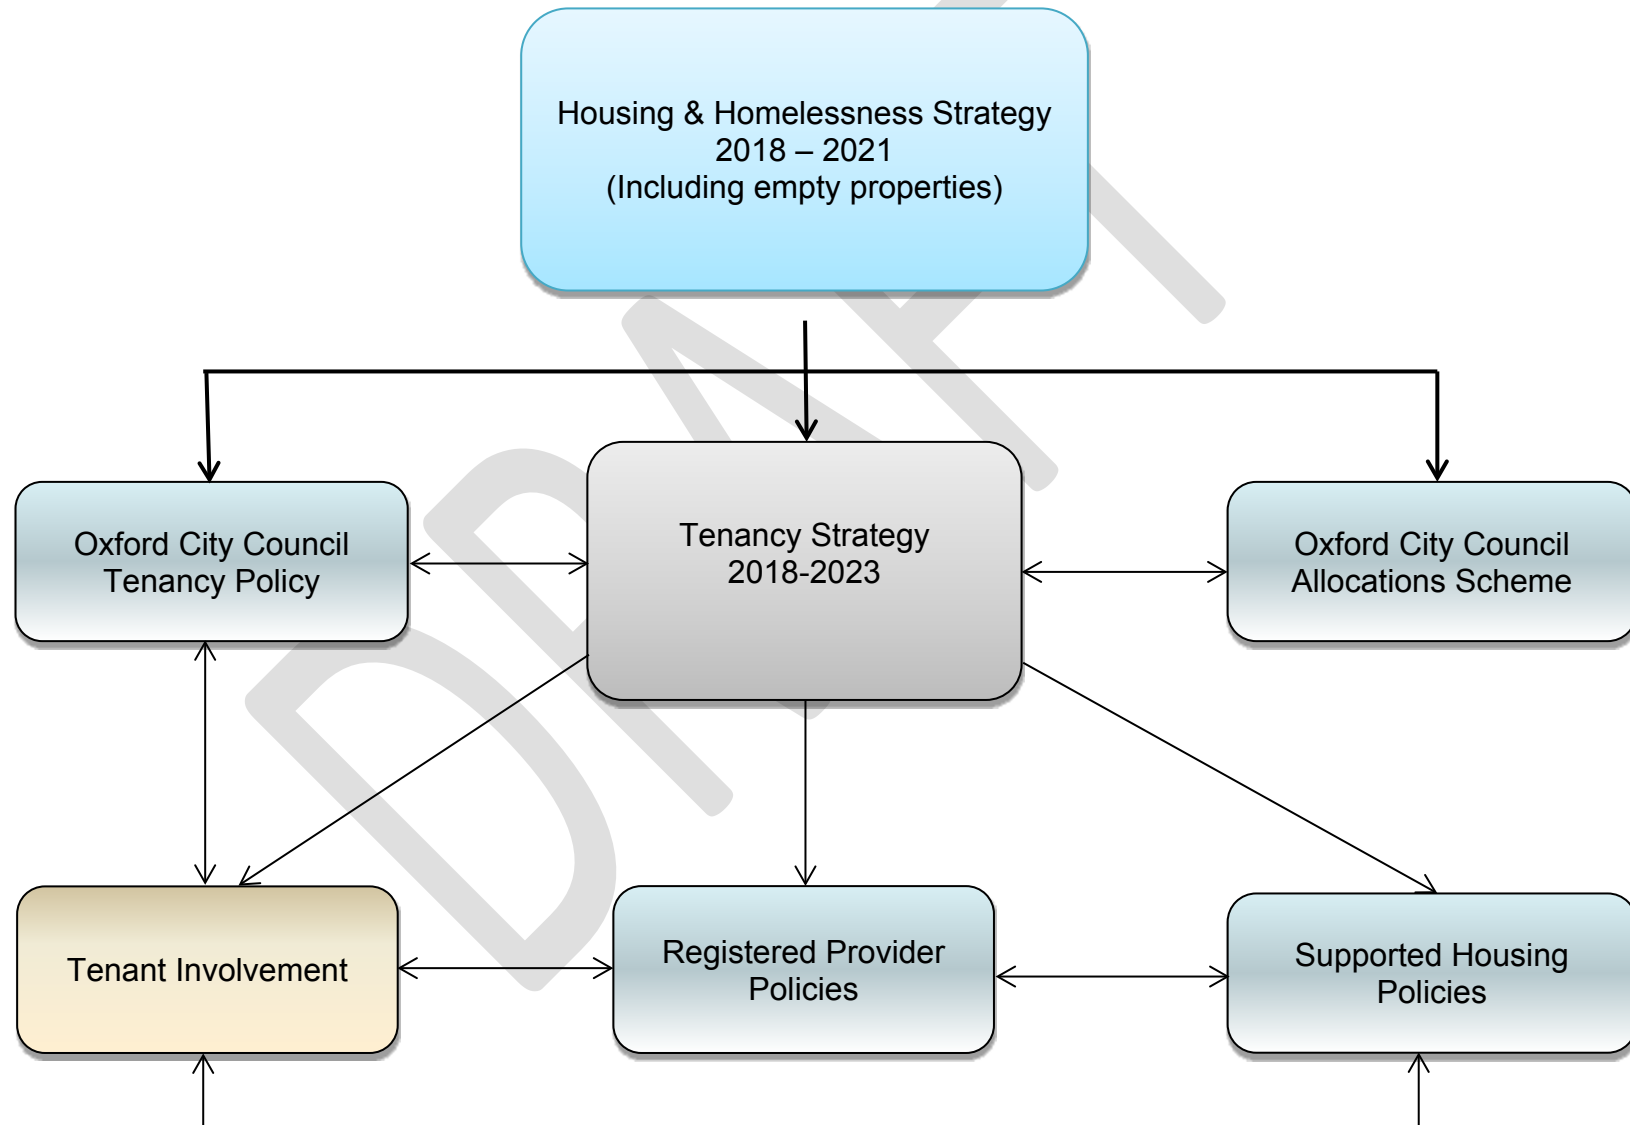 Housing & Homelessness Strategy
2018 – 2021
(Including empty properties)
Oxford City Council
Tenancy Policy
Tenancy Strategy
2018-2023
Oxford City Council
Allocations Scheme
Tenant Involvement
Registered Provider
Policies
Supported Housing
Policies
DRAFT